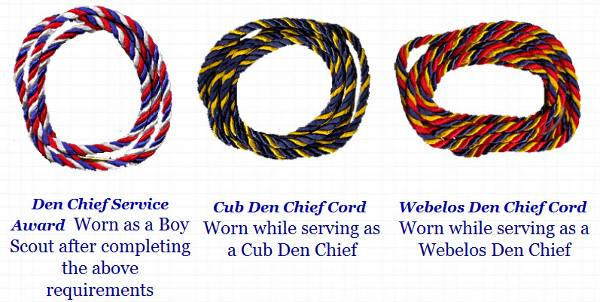 Den Chief Service
Award Worn as a Boy
Scout after completing
the above
requirements
Cub Den Chief Cord
Worn while serving as
a Cub Den Chief
Webelos Den Chief Cord
Worn while serving as a
Webelos Den Chief